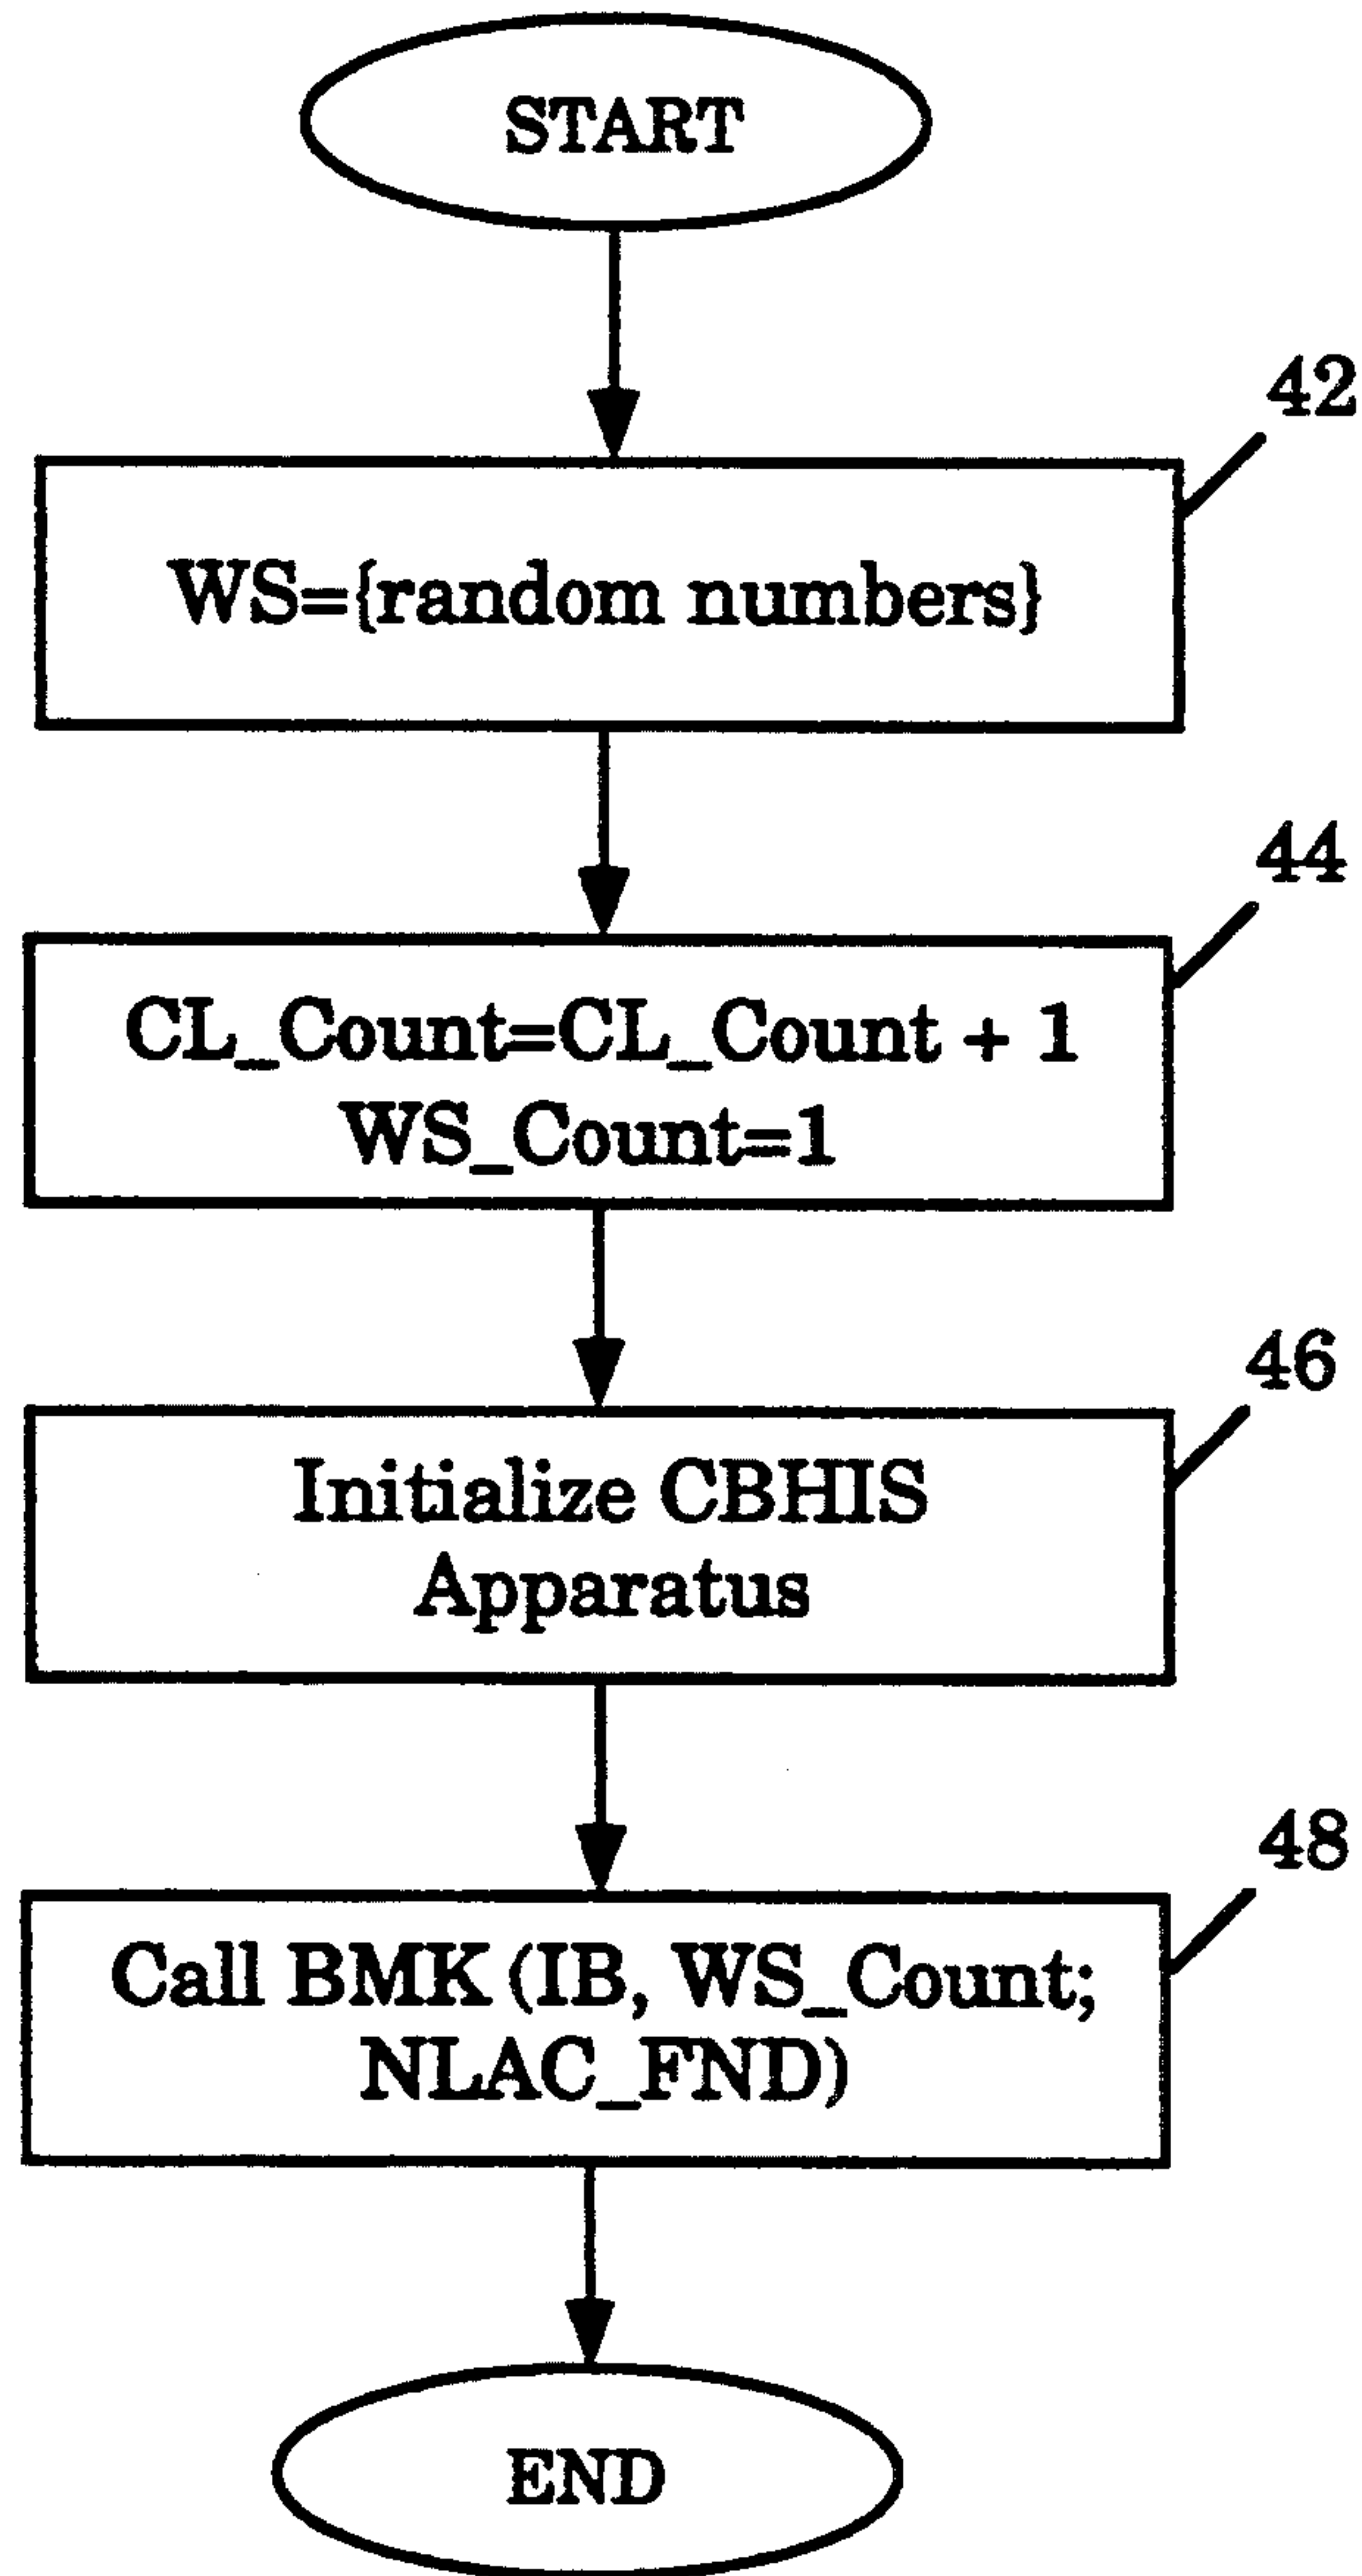 START
42
WS={random numbers}
44
CL_Count=CL_Count + 1
WS_Count=1
46
Initialize CBHIS
Apparatus
48
Call BMK (IB, WS_Count;
NLAC_FND)
END